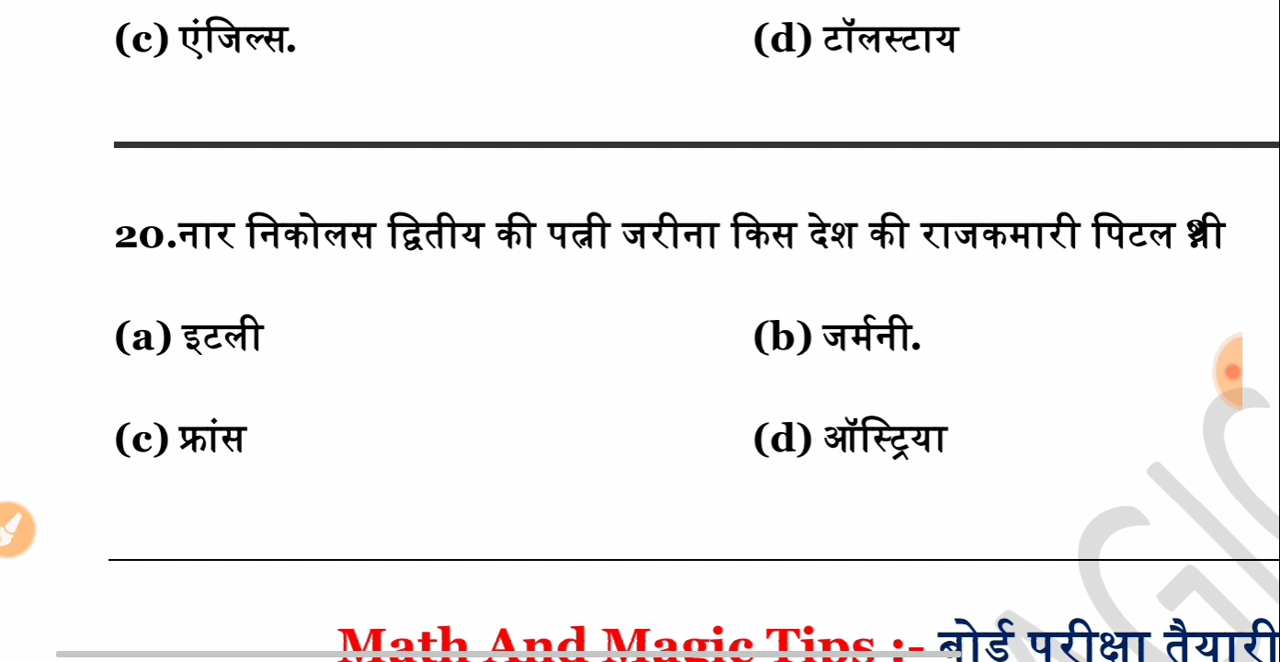 (c) एंजिल्स. (d) टॉलस्टाय
20.नार निकोलस द्वितीय की पत्नी जरीना किस देश की राजकमारी पिटल थी?
(a) इटली (b) जर्मनी.
(c) फ्रांस (d) ऑस्ट्रिया
Math And Magic Tips :- बोर्ड परीक्षा तैयारी